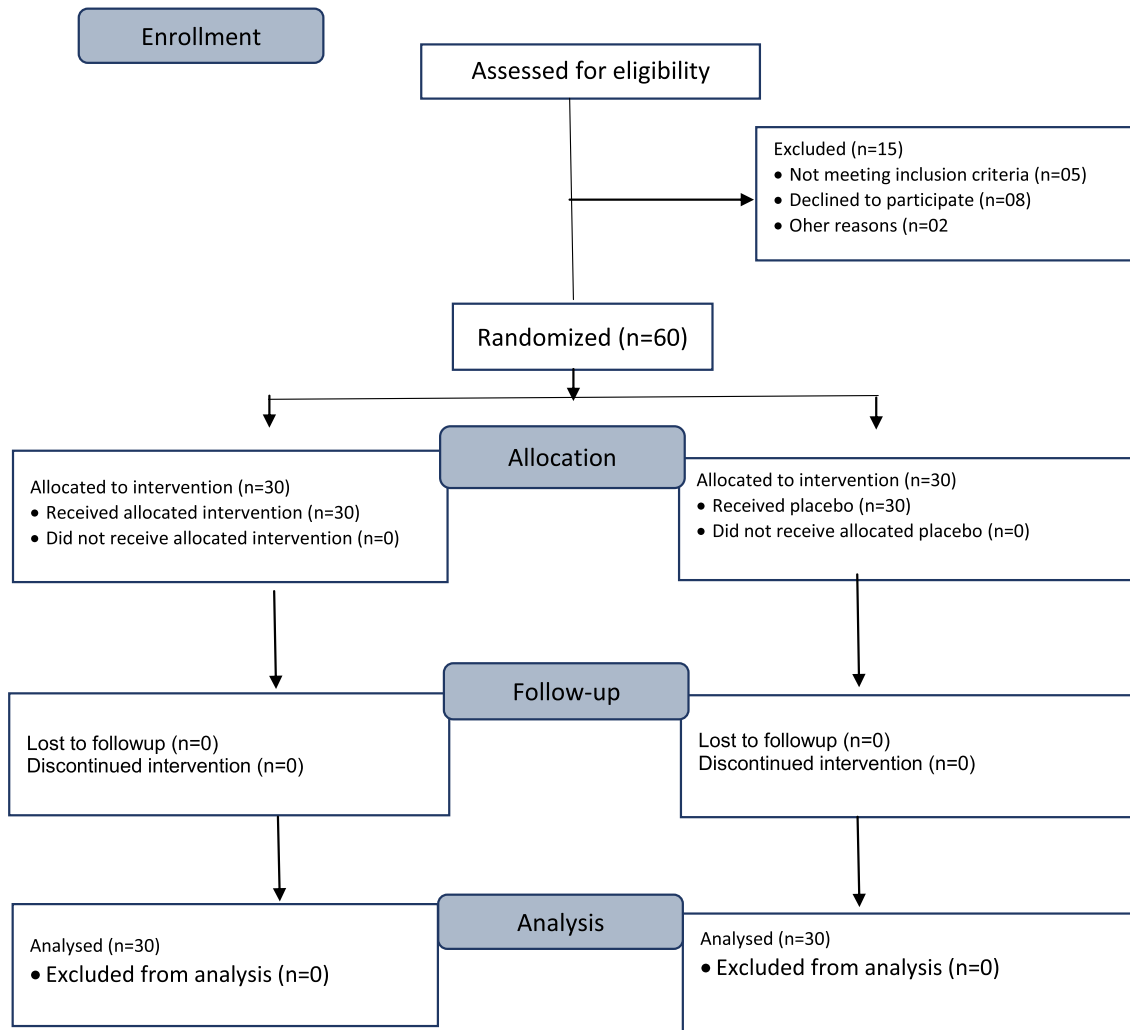 Enrollment
Assessed for eligibility
Excluded (n=15)
• Not meeting inclusion criteria (n=05)
• Declined to participate (n=08)
• Oher reasons (n=02
Randomized (n=60)
Allocation
Allocated to intervention (n=30)
• Received allocated intervention (n=30)
• Did not receive allocated intervention (n=0)
Allocated to intervention (n=30)
• Received placebo (n=30)
• Did not receive allocated placebo (n=0)
Follow-up
Lost to followup (n=0)
Discontinued intervention (n=0)
Lost to followup (n=0)
Discontinued intervention (n=0)
Analysis
Analysed (n=30)
• Excluded from analysis (n=0)
Analysed (n=30)
• Excluded from analysis (n=0)